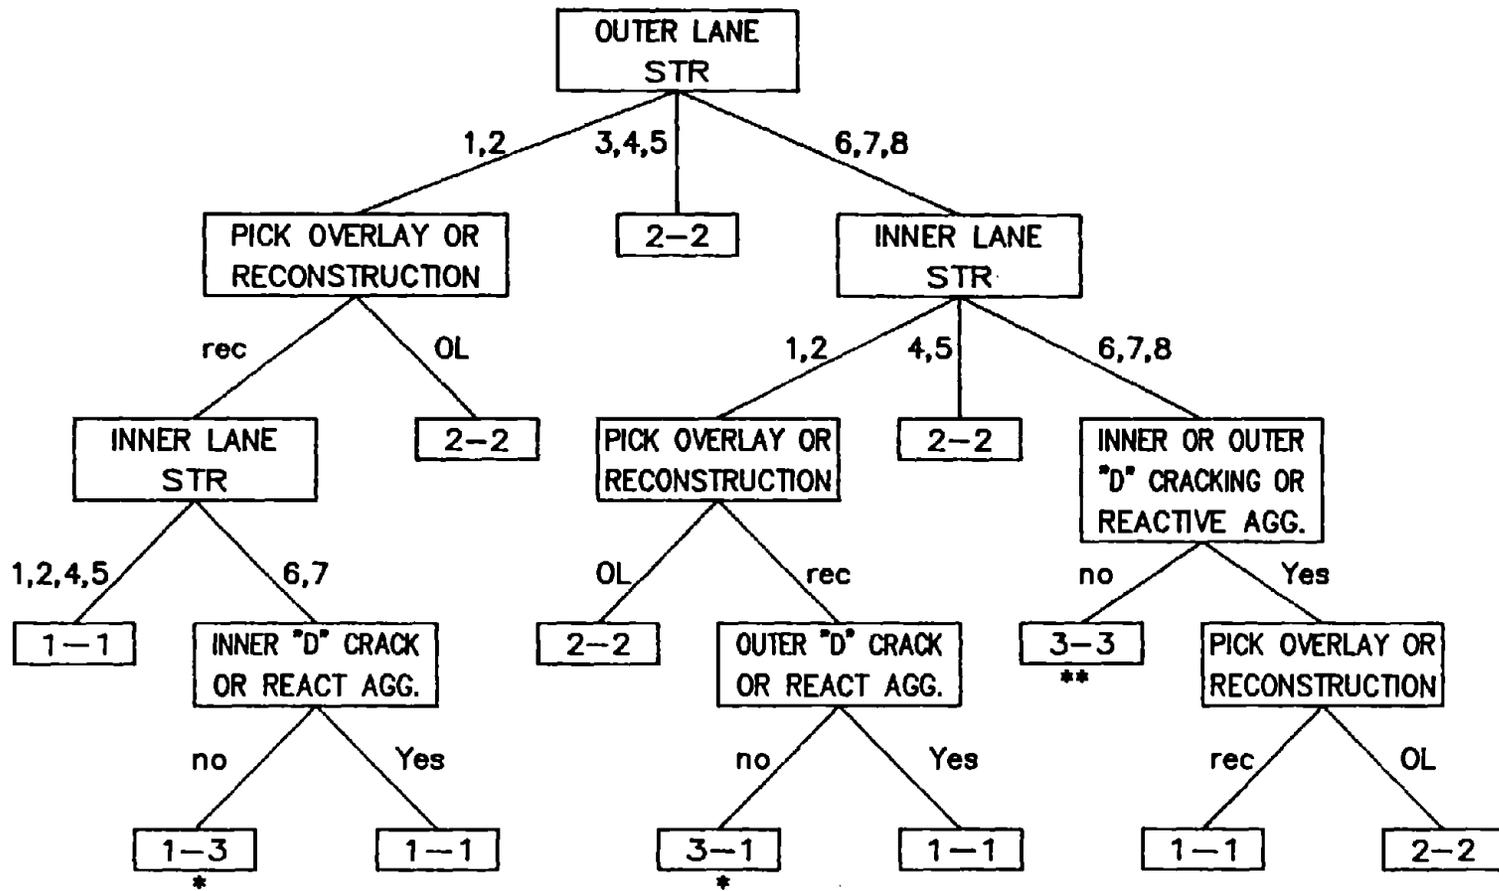 OUTER LANE
STR
1,2
3,4,5
6,7,8
PICK OVERLAY OR
RECONSTRUCTION
2-2
INNER LANE
STR
rec
OL
1,2
4,5
6,7,8
INNER LANE
STR
2-2
PICK OVERLAY OR
RECONSTRUCTION
2-2
INNER OR OUTER
"D" CRACKING OR
REACTIVE AGG.
1,2,4,5
6,7
OL
rec
no
Yes
1-1
INNER "D" CRACK
OR REACT AGG.
2-2
OUTER "D" CRACK
OR REACT AGG.
3-3
**
PICK OVERLAY OR
RECONSTRUCTION
no
Yes
no
Yes
rec
OL
1-3
*
1-1
3-1
*
1-1
1-1
2-2